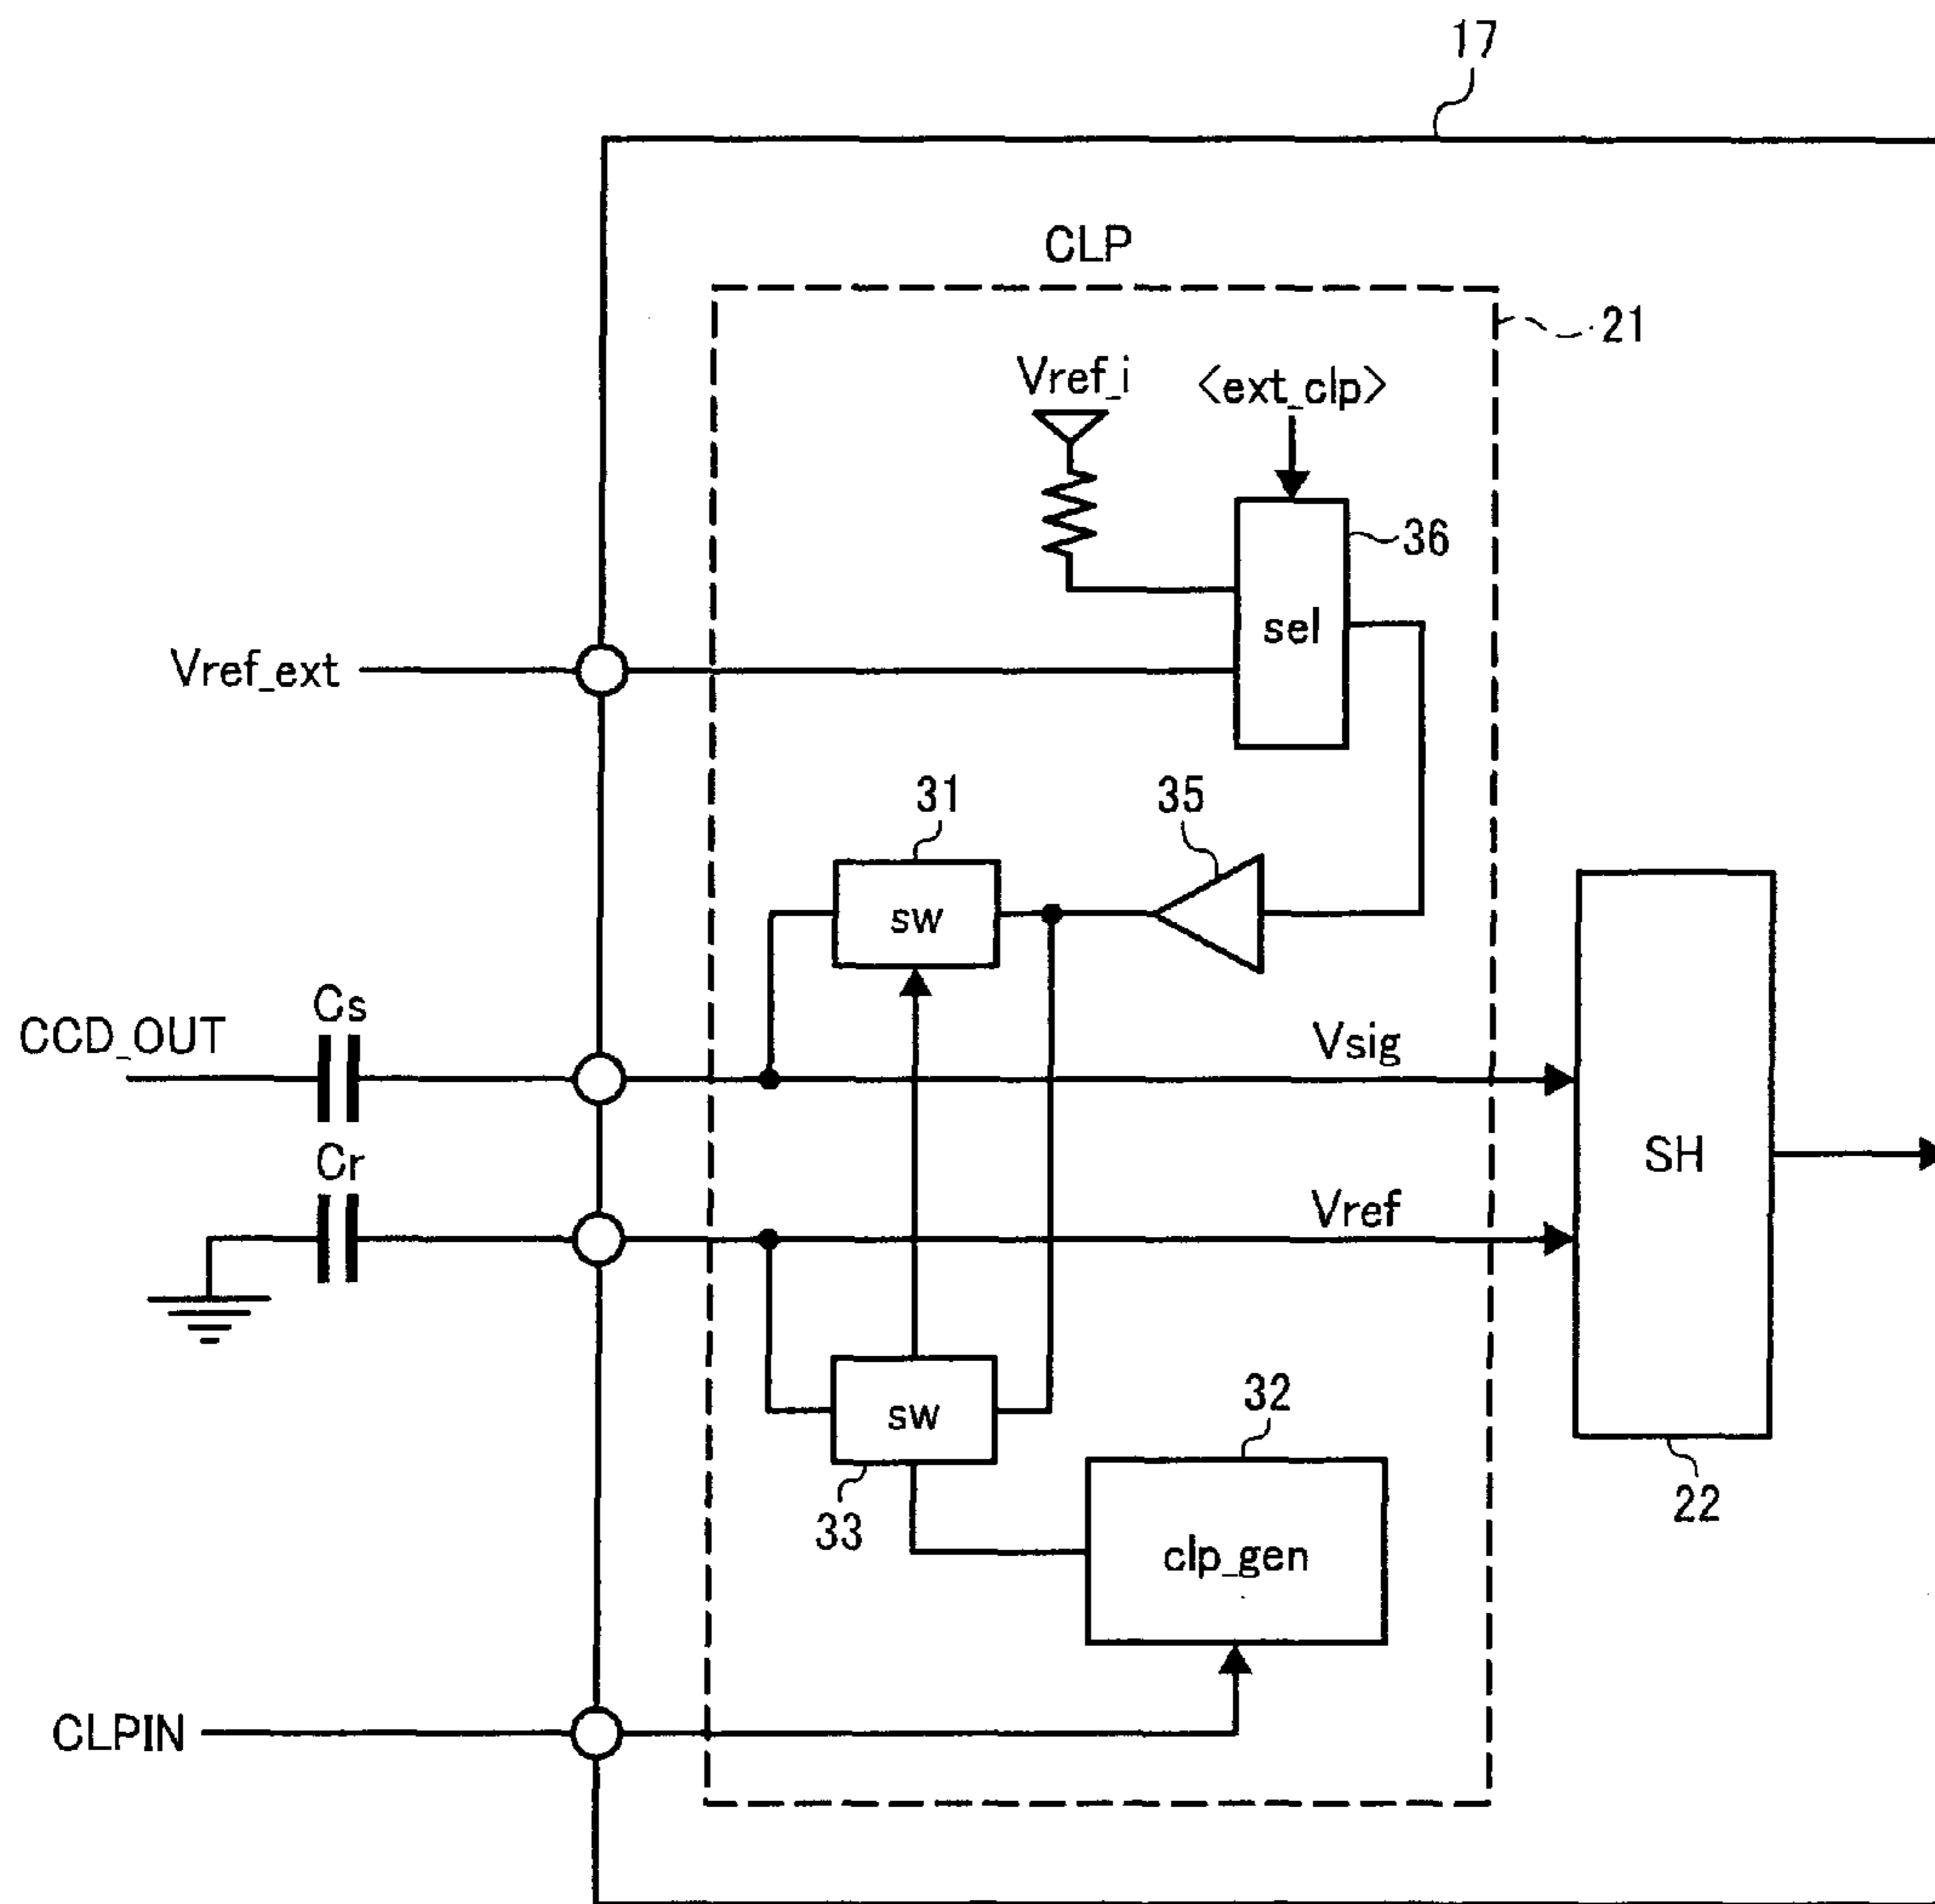 17
CLP
21
Vref_i
<ext_clp>
36
sel
Vref_ext
31
35
sw
Cs
CCD_OUT
Vsig
SH
Cr
Vref
32
sw
33
22
clp_gen
CLPIN